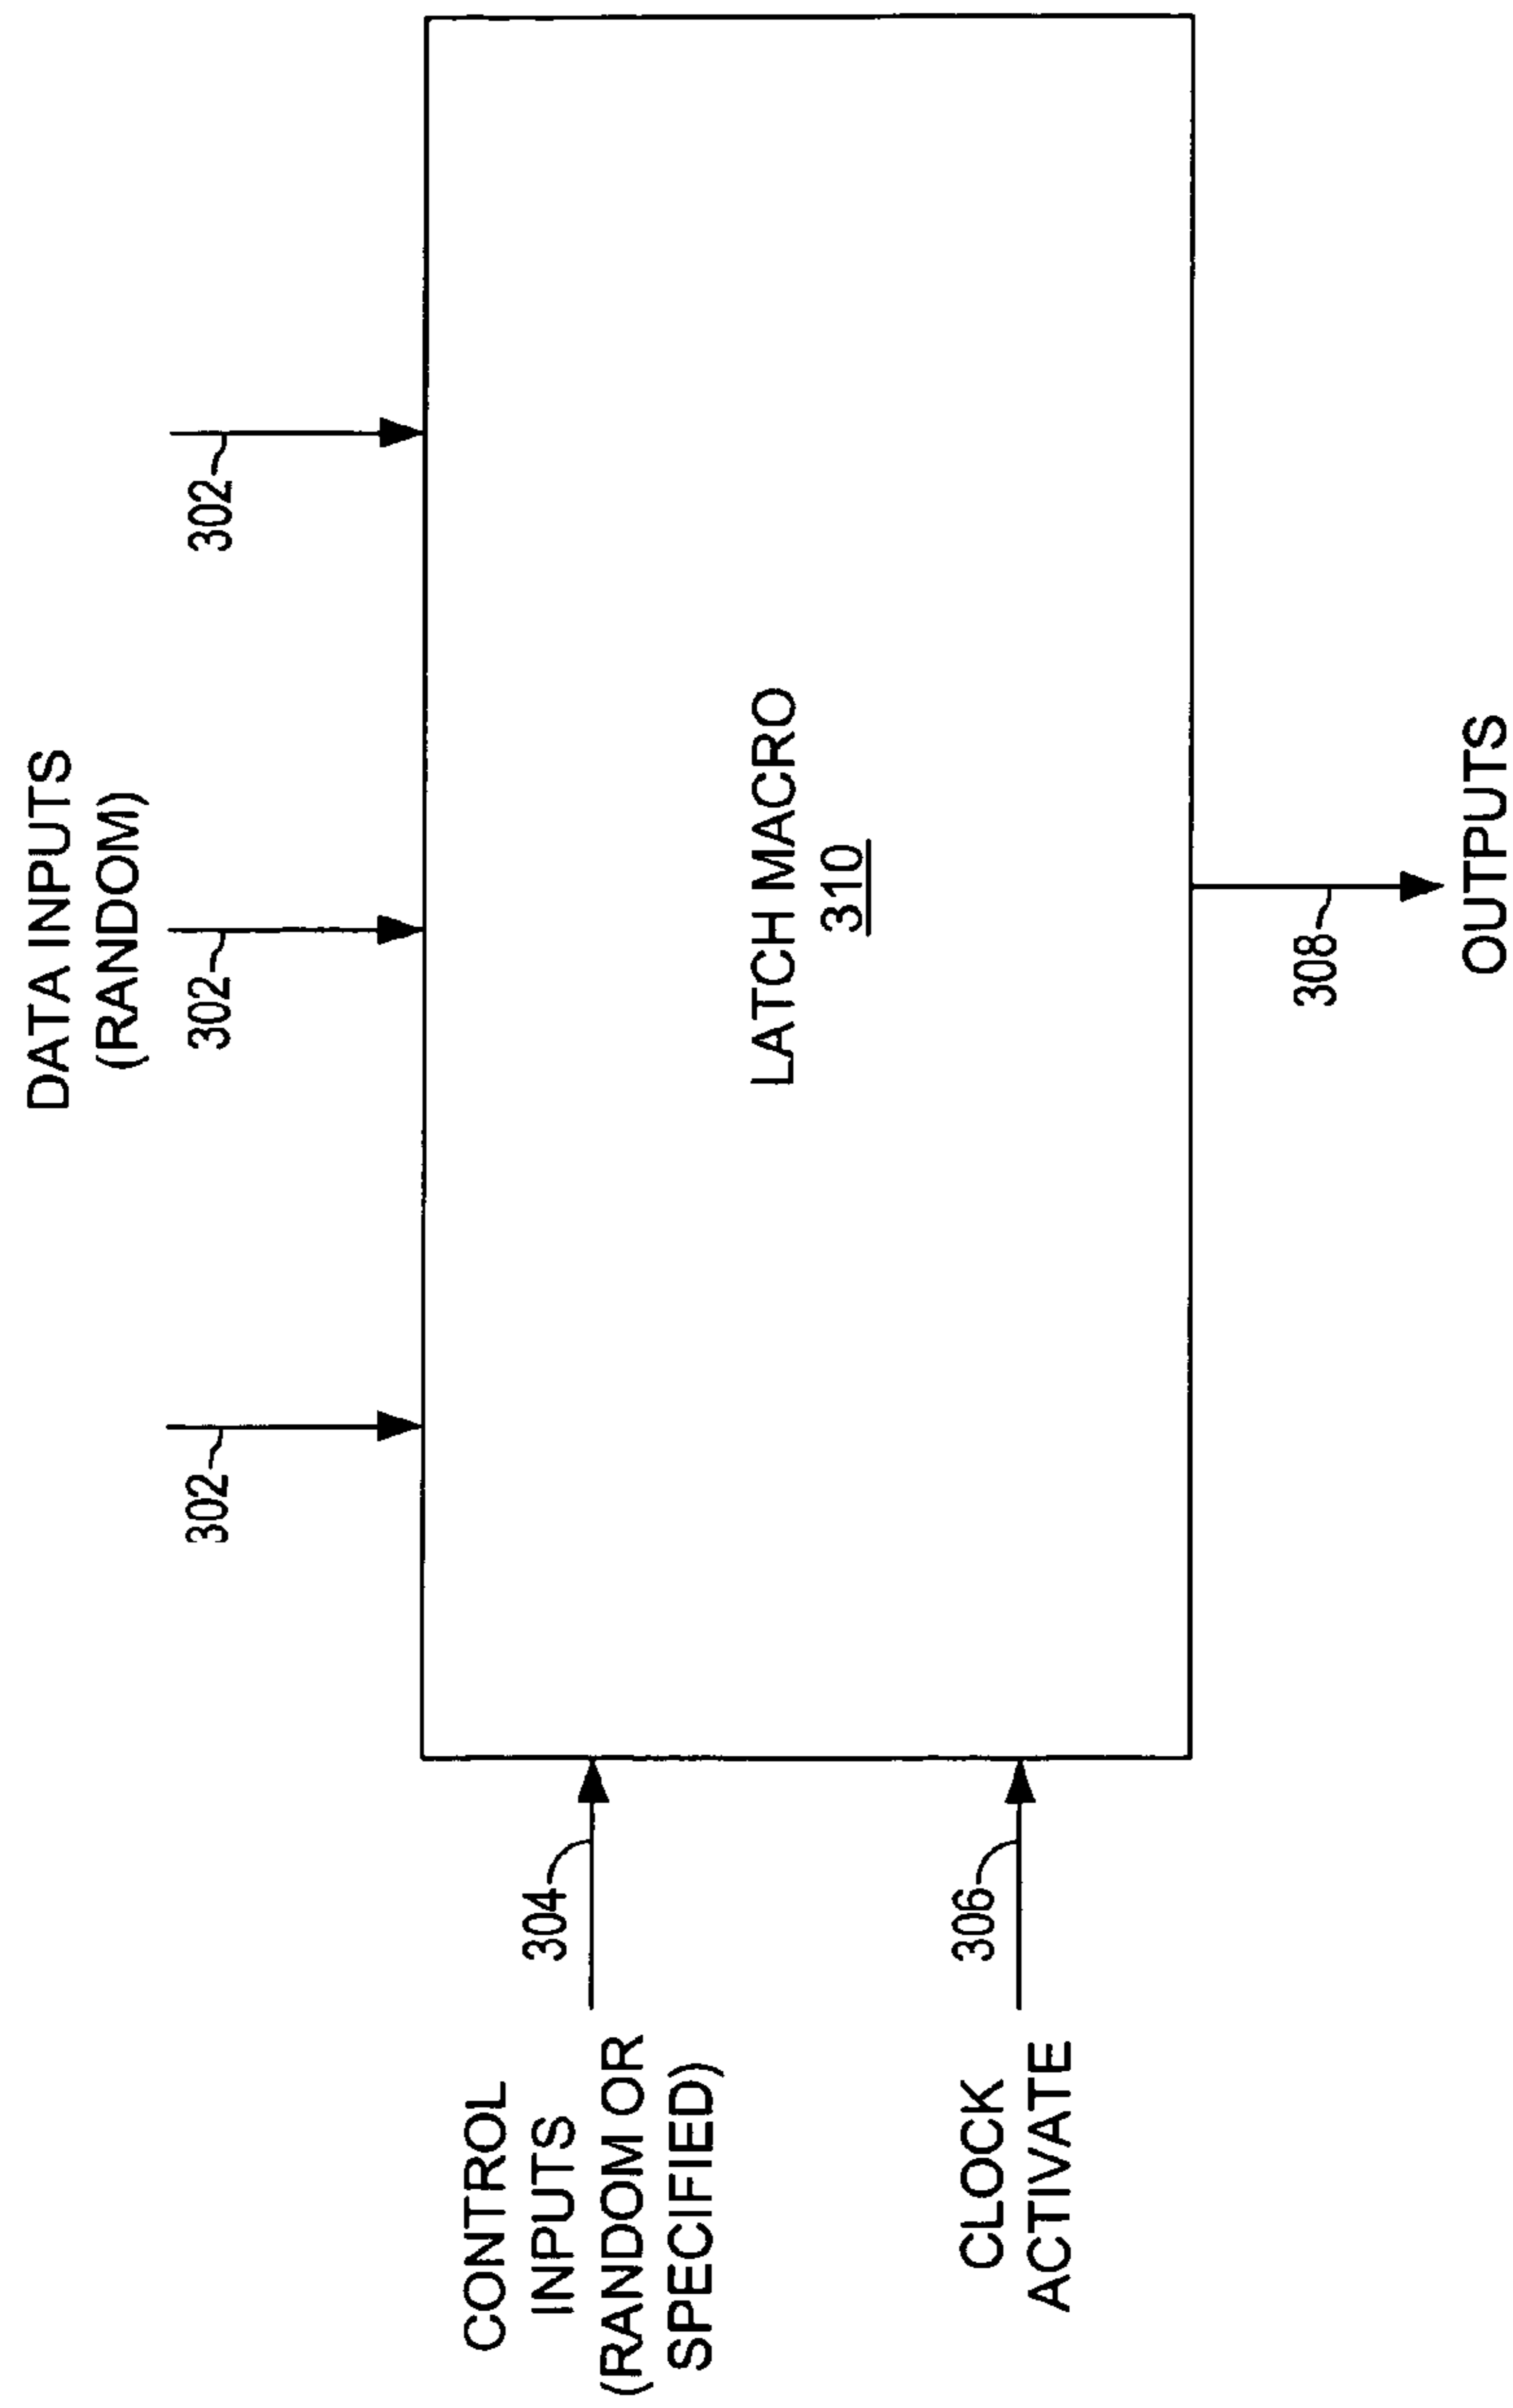 DATA INPUTS
(RANDOM)
302
302
302
CONTROL
INPUTS
(RANDOM OR
SPECIFIED)
304
LATCH MACRO
310
CLOCK
ACTIVATE
306
308
OUTPUTS